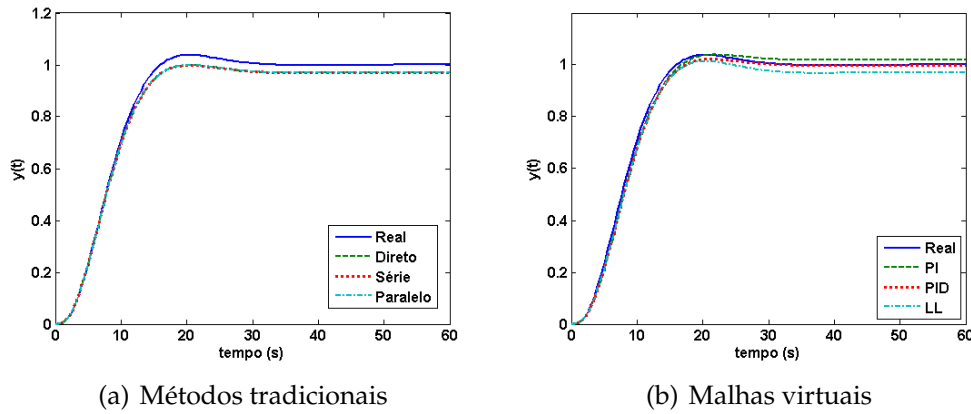 1.2
1
0.8
0.6
0.4
0.2
0
y(t)
0 10 20 30 40 50 60
tempo (s)
Real
Direto
Série
Paralelo
(a) Métodos tradicionais
1
0.8
0.6
0.4
0.2
0
y(t)
0 10 20 30 40 50 60
tempo (s)
Real
PI
PID
LL
(b) Malhas virtuais